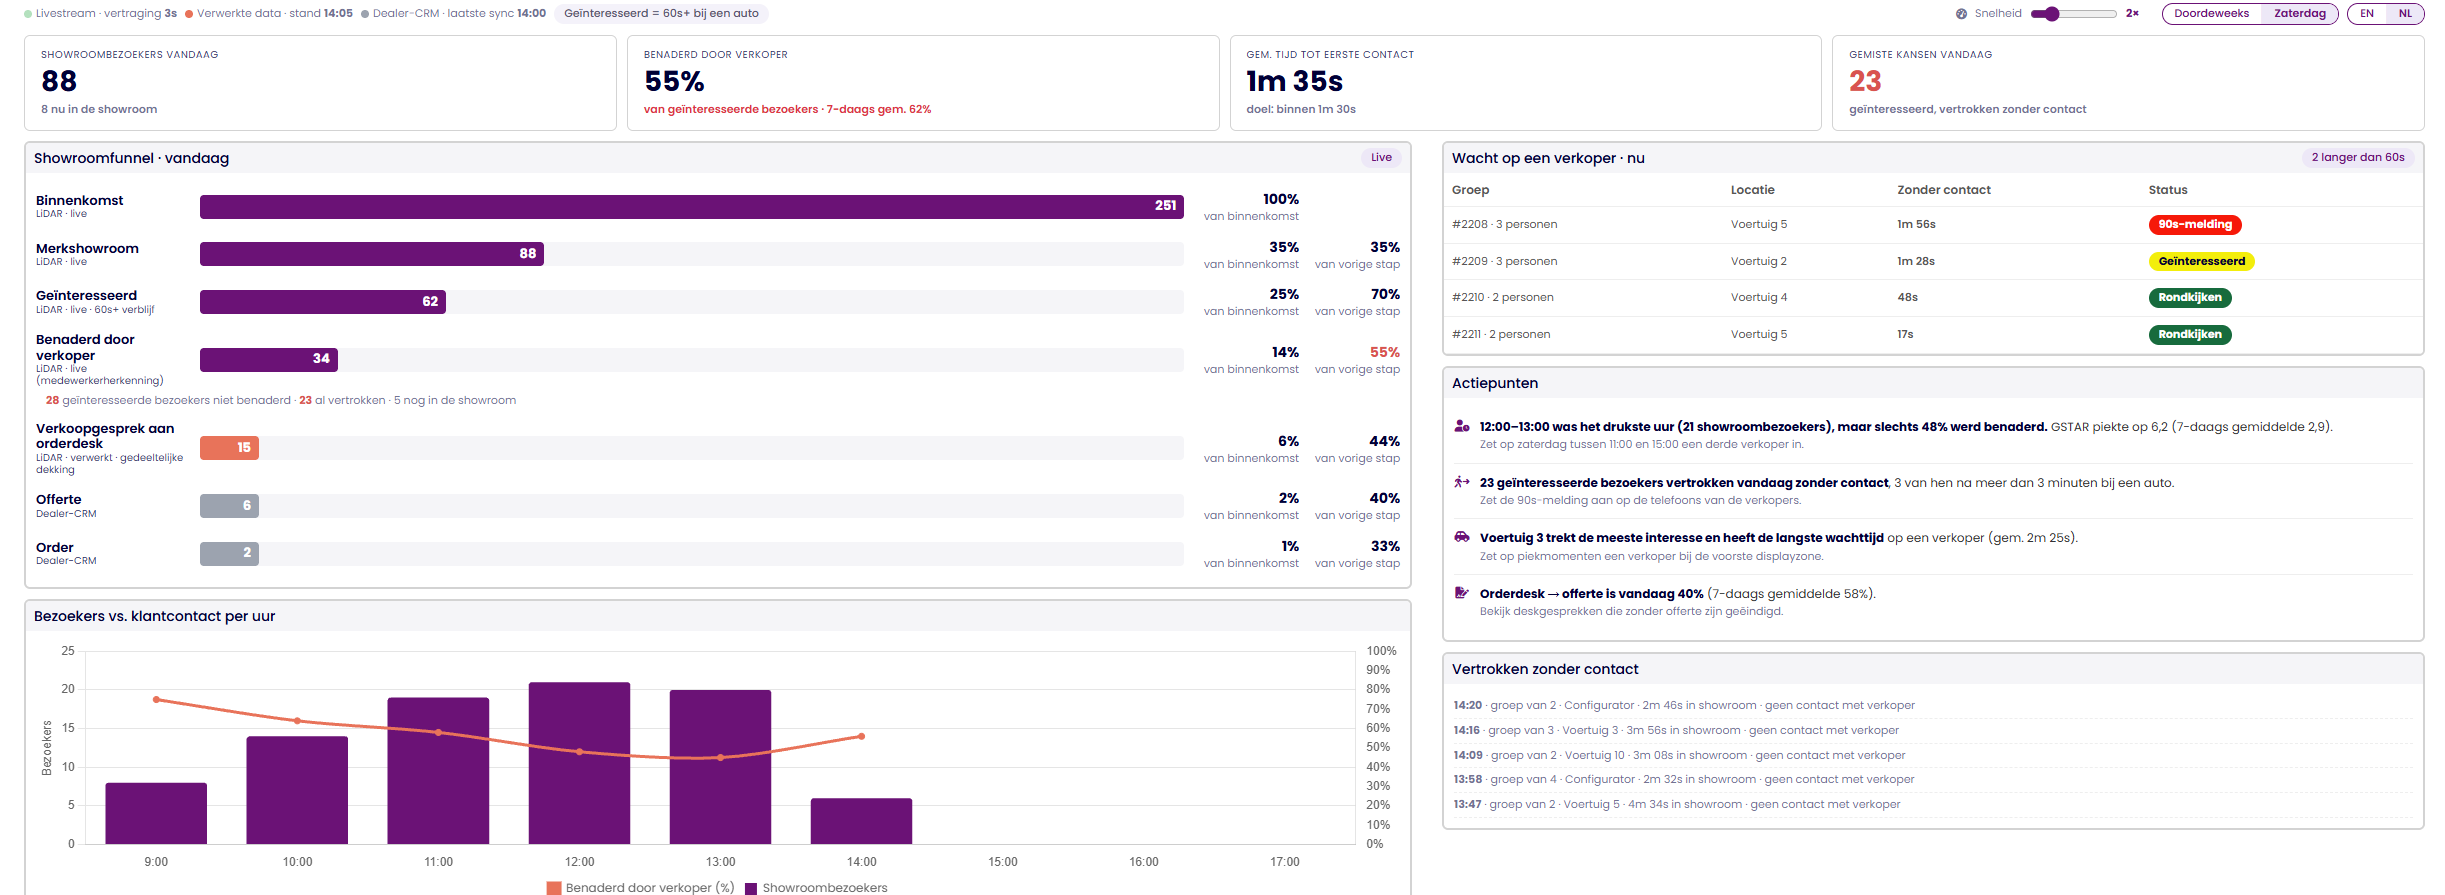 Livestream · vertraging 3s
Verwerkte data · stand 14:05
Dealer-CRM · laatste sync 14:00
Geïnteresseerd = 60s+ bij een auto
Snelheid
2×
Doordeweeks
Zaterdag
EN
NL
SHOWROOMBEZOEKERS VANDAAG
88
8 nu in de showroom
BENADERD DOOR VERKOPER
55%
van geïnteresseerde bezoekers · 7-daags gem. 62%
GEM. TIJD TOT EERSTE CONTACT
1m 35s
doel: binnen 1m 30s
GEMISTE KANSEN VANDAAG
23
geïnteresseerd, vertrokken zonder contact
Showroomfunnel · vandaag
Live
Binnenkomst
LiDAR · live
251
100%
van binnenkomst
Merkshowroom
LiDAR · live
88
35%
van binnenkomst
35%
van vorige stap
Geïnteresseerd
LiDAR · live · 60s+ verblijf
62
25%
van binnenkomst
70%
van vorige stap
Benaderd door
verkoper
LiDAR · live
(medewerkerherkenning)
34
14%
van binnenkomst
55%
van vorige stap
28 geïnteresseerde bezoekers niet benaderd · 23 al vertrokken · 5 nog in de showroom
Verkoopgesprek aan
orderdesk
LiDAR · verwerkt · gedeeltelijke
dekking
15
6%
van binnenkomst
44%
van vorige stap
Offerte
Dealer-CRM
6
2%
van binnenkomst
40%
van vorige stap
Order
Dealer-CRM
2
1%
van binnenkomst
33%
van vorige stap
Bezoekers vs. klantcontact per uur
25
20
15
10
5
0
Bezoekers
100%
90%
80%
70%
60%
50%
40%
30%
20%
10%
0%
9:00
10:00
11:00
12:00
13:00
14:00
15:00
16:00
17:00
Benaderd door verkoper (%)
Showroombezoekers
Wacht op een verkoper · nu
2 langer dan 60s
Groep Locatie Zonder contact Status
#2208 · 3 personen Voertuig 5 1m 56s 90s-melding
#2209 · 3 personen Voertuig 2 1m 28s Geïnteresseerd
#2210 · 2 personen Voertuig 4 48s Rondkijken
#2211 · 2 personen Voertuig 5 17s Rondkijken
Actiepunten
12:00–13:00 was het drukste uur (21 showroombezoekers), maar slechts 48% werd benaderd. GSTAR piekte op 6,2 (7-daags gemiddelde 2,9).
Zet op zaterdag tussen 11:00 en 15:00 een derde verkoper in.
23 geïnteresseerde bezoekers vertrokken vandaag zonder contact, 3 van hen na meer dan 3 minuten bij een auto.
Zet de 90s-melding aan op de telefoons van de verkopers.
Voertuig 3 trekt de meeste interesse en heeft de langste wachttijd op een verkoper (gem. 2m 25s).
Zet op piekmomenten een verkoper bij de voorste displayzone.
Orderdesk → offerte is vandaag 40% (7-daags gemiddelde 58%).
Bekijk deskgesprekken die zonder offerte zijn geëindigd.
Vertrokken zonder contact
14:20 · groep van 2 · Configurator · 2m 46s in showroom · geen contact met verkoper
14:16 · groep van 3 · Voertuig 3 · 3m 56s in showroom · geen contact met verkoper
14:09 · groep van 2 · Voertuig 10 · 3m 08s in showroom · geen contact met verkoper
13:58 · groep van 4 · Configurator · 2m 32s in showroom · geen contact met verkoper
13:47 · groep van 2 · Voertuig 5 · 4m 34s in showroom · geen contact met verkoper